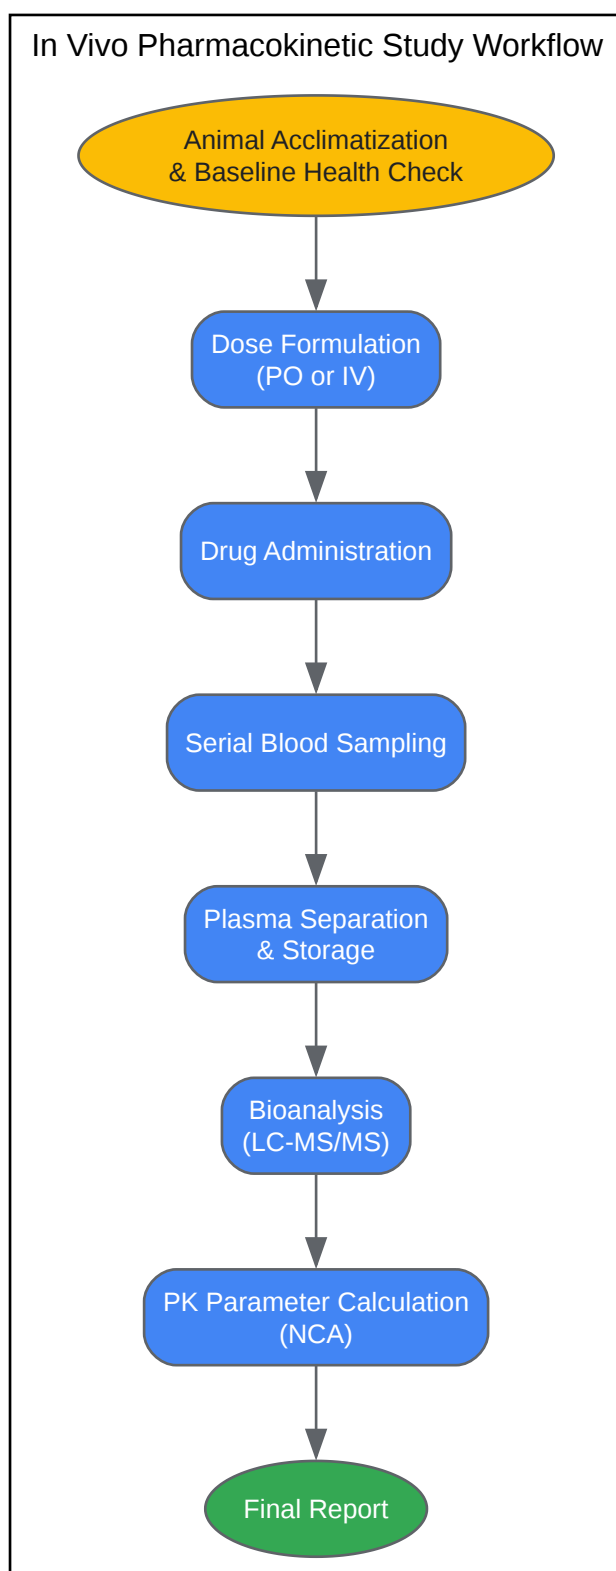 In Vivo Pharmacokinetic Study Workflow
Animal Acclimatization
& Baseline Health Check
Dose Formulation
(PO or IV)
Drug Administration
Serial Blood Sampling
Plasma Separation
& Storage
Bioanalysis
(LC-MS/MS)
PK Parameter Calculation
(NCA)
Final Report